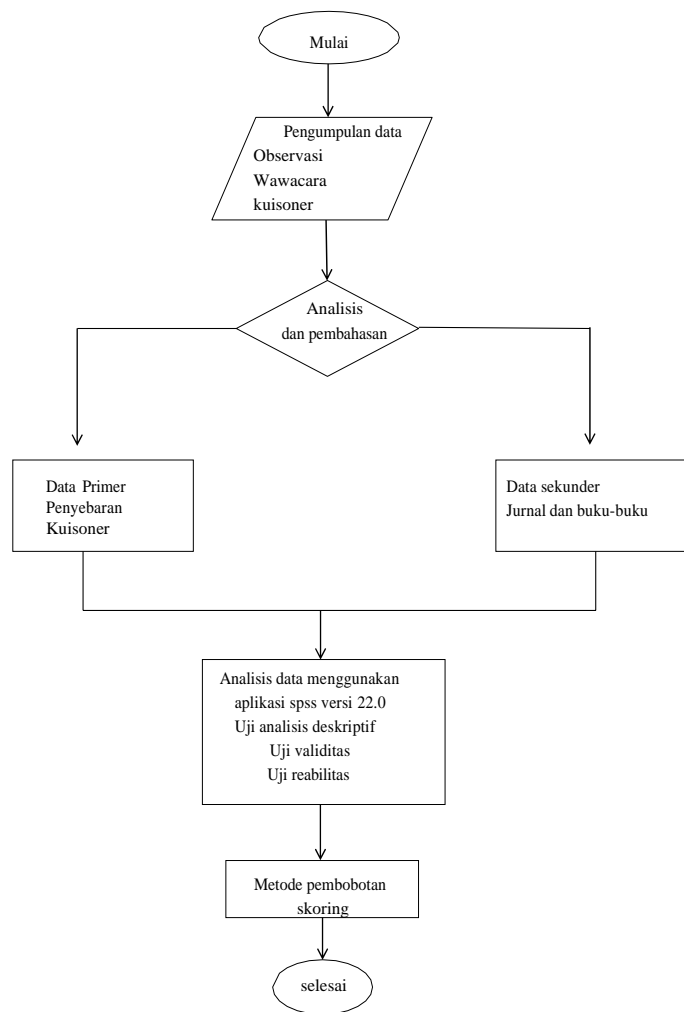 Mulai
Pengumpulan data
Observasi
Wawacara
kuisoner
Analisis
dan pembahasan
Data Primer
Penyebaran
Kuisoner
Data sekunder
Jurnal dan buku-buku
Analisis data menggunakan
aplikasi spss versi 22.0
Uji analisis deskriptif
Uji validitas
Uji reabilitas
Metode pembobotan
skoring
selesai